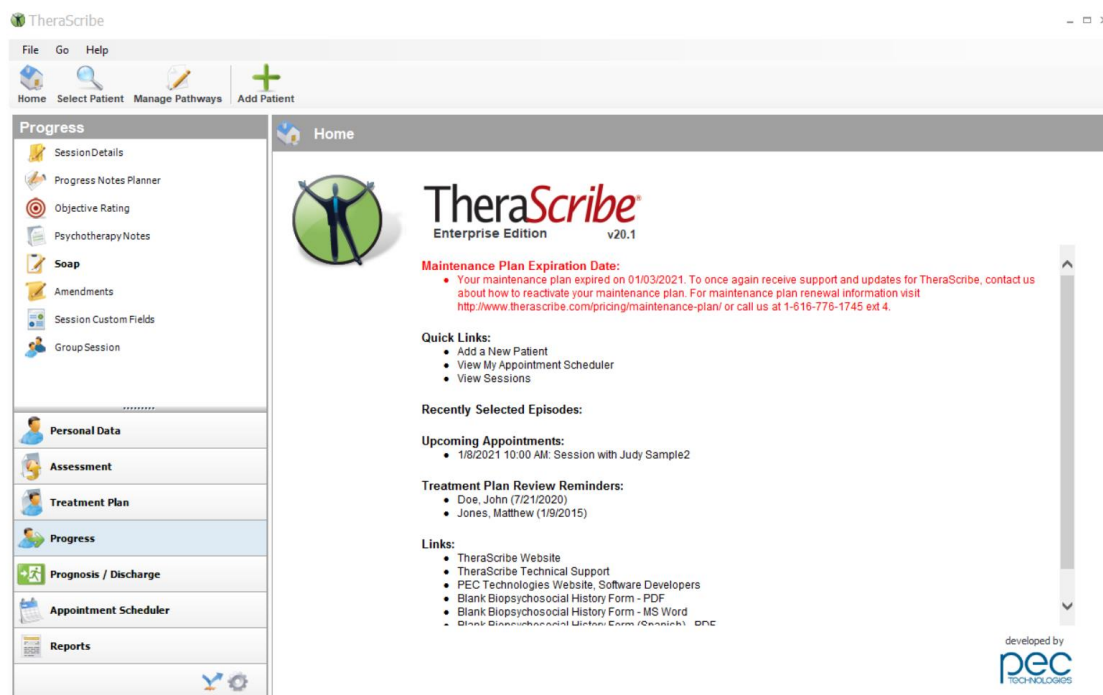 TheraScribe
File Go Help
Home Select Patient Manage Pathways Add Patient
Progress
Session Details
Progress Notes Planner
Objective Rating
Psychotherapy Notes
Soap
Amendments
Session Custom Fields
Group Session
Personal Data
Assessment
Treatment Plan
Progress
Prognosis / Discharge
Appointment Scheduler
Reports
Home
TheraScribe®
Enterprise Edition v20.1
Maintenance Plan Expiration Date:
• Your maintenance plan expired on 01/03/2021. To once again receive support and updates for TheraScribe, contact us
about how to reactivate your maintenance plan. For maintenance plan renewal information visit
http://www.therascribe.com/pricing/maintenance-plan/ or call us at 1-616-776-1745 ext 4.
Quick Links:
• Add a New Patient
• View My Appointment Scheduler
• View Sessions
Recently Selected Episodes:
Upcoming Appointments:
• 1/8/2021 10:00 AM: Session with Judy Sample2
Treatment Plan Review Reminders:
• Doe, John (7/21/2020)
• Jones, Matthew (1/9/2015)
Links:
• TheraScribe Website
• TheraScribe Technical Support
• PEC Technologies Website, Software Developers
• Blank Biopsychosocial History Form - PDF
• Blank Biopsychosocial History Form - MS Word
• Blank Biopsychosocial History Form (Spanish) - PDF
developed by
pec
TECHNOLOGIES